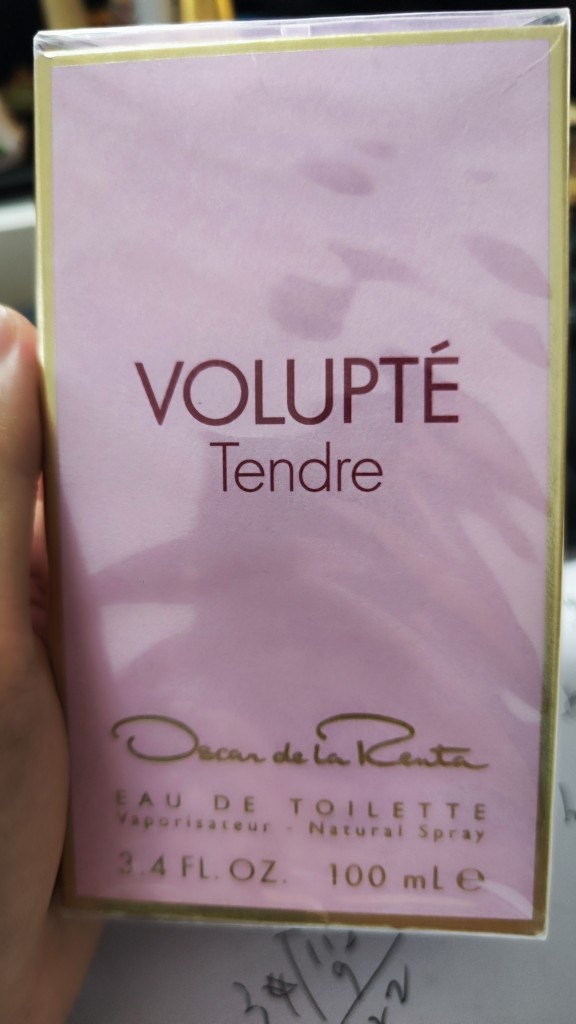 VOLUPTÉ
Tendre
Oscar de la Renta
EAU DE TOILETTE
Vaporisateur - Natural Spray
3.4 FL. OZ. 100 mL ℮